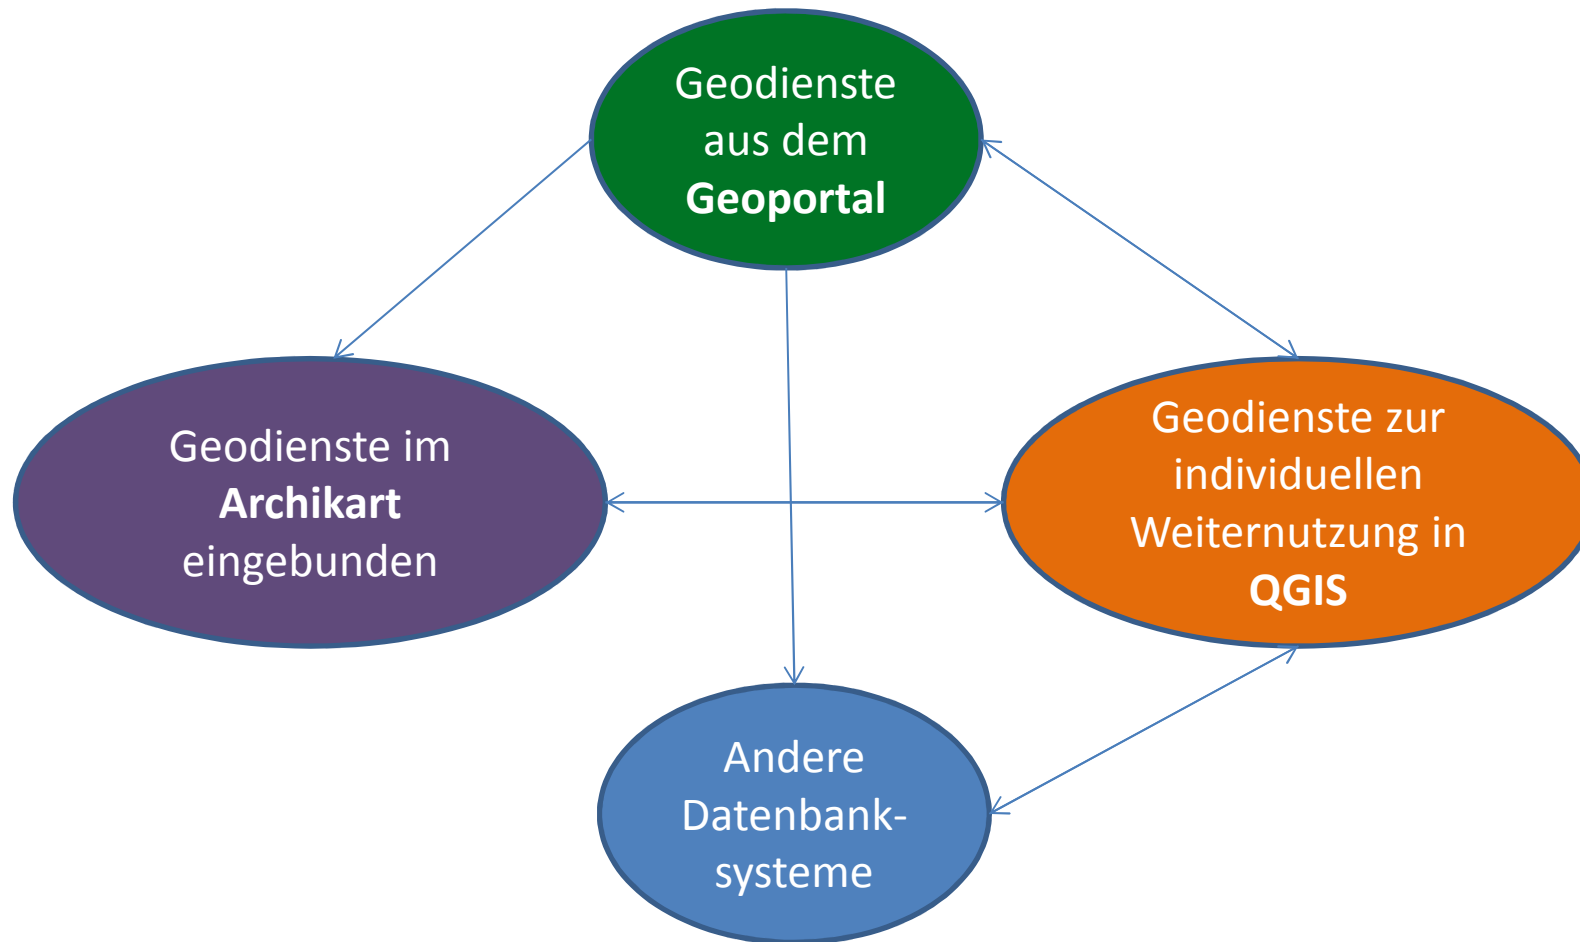 Geodienste
aus dem
Geoportal
Geodienste im
Archikart
eingebunden
Geodienste zur
individuellen
Weiternutzung in
QGIS
Andere
Datenbank-
systeme